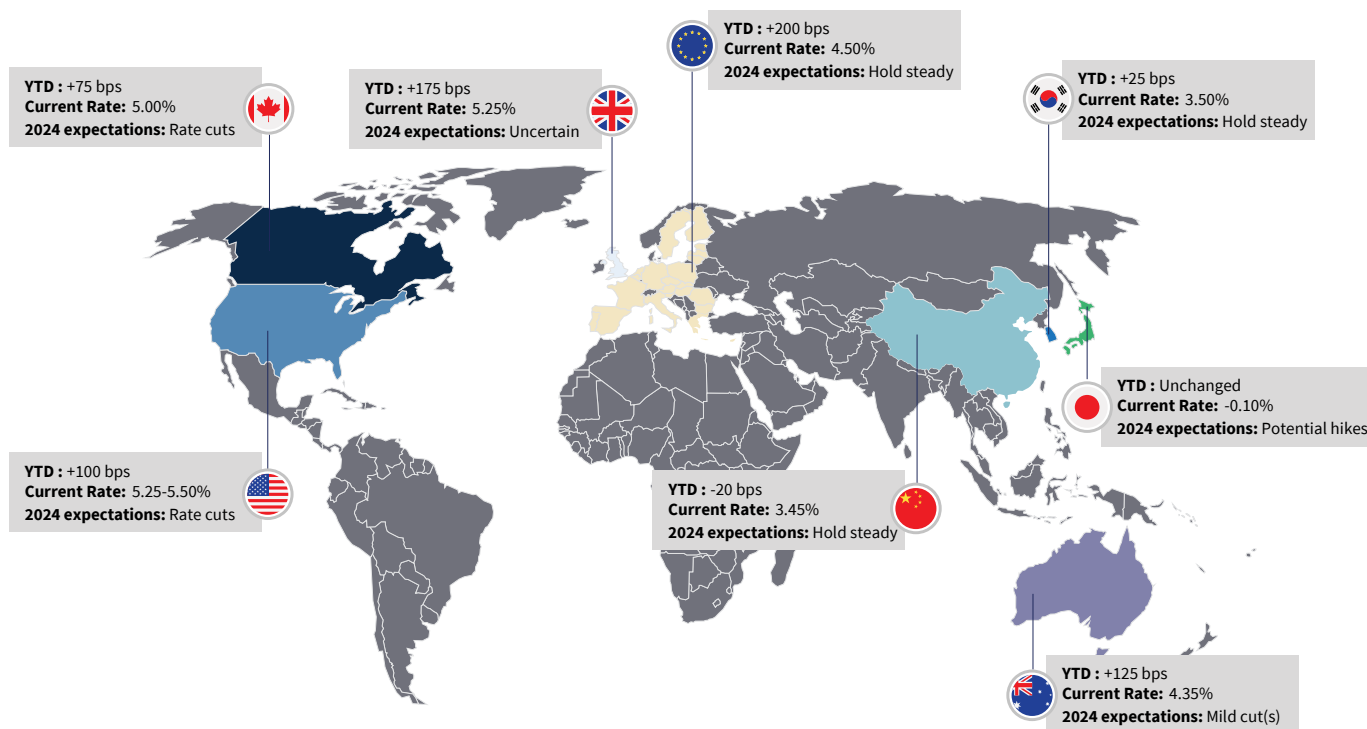 YTD : +200 bps
Current Rate: 4.50%
2024 expectations: Hold steady
YTD : +75 bps
Current Rate: 5.00%
2024 expectations: Rate cuts
YTD : +175 bps
Current Rate: 5.25%
2024 expectations: Uncertain
YTD : +25 bps
Current Rate: 3.50%
2024 expectations: Hold steady
YTD : Unchanged
Current Rate: -0.10%
2024 expectations: Potential hikes
YTD : +100 bps
Current Rate: 5.25-5.50%
2024 expectations: Rate cuts
YTD : -20 bps
Current Rate: 3.45%
2024 expectations: Hold steady
YTD : +125 bps
Current Rate: 4.35%
2024 expectations: Mild cut(s)